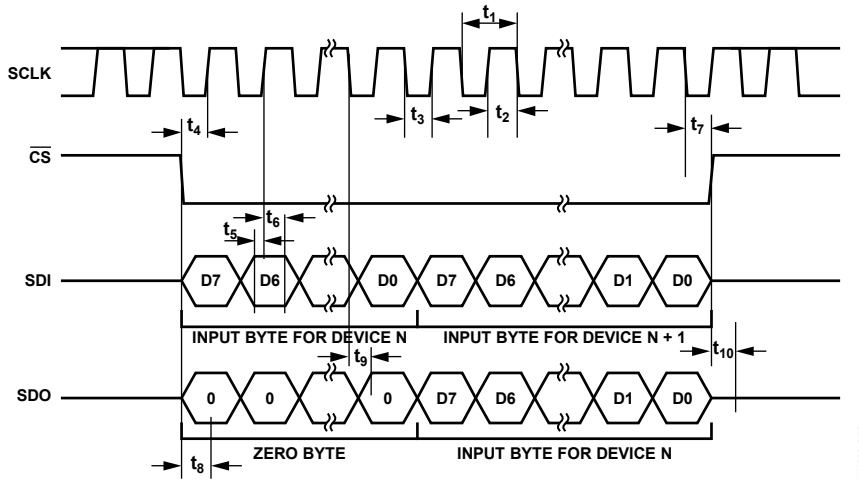 t1
SCLK
t4
t3
t2
t7
CS
t6
t5
SDI
D7
D6
D0
D7
D6
D1
D0
INPUT BYTE FOR DEVICE N
INPUT BYTE FOR DEVICE N + 1
t9
t10
SDO
0
0
0
D7
D6
D1
D0
ZERO BYTE
INPUT BYTE FOR DEVICE N
t8